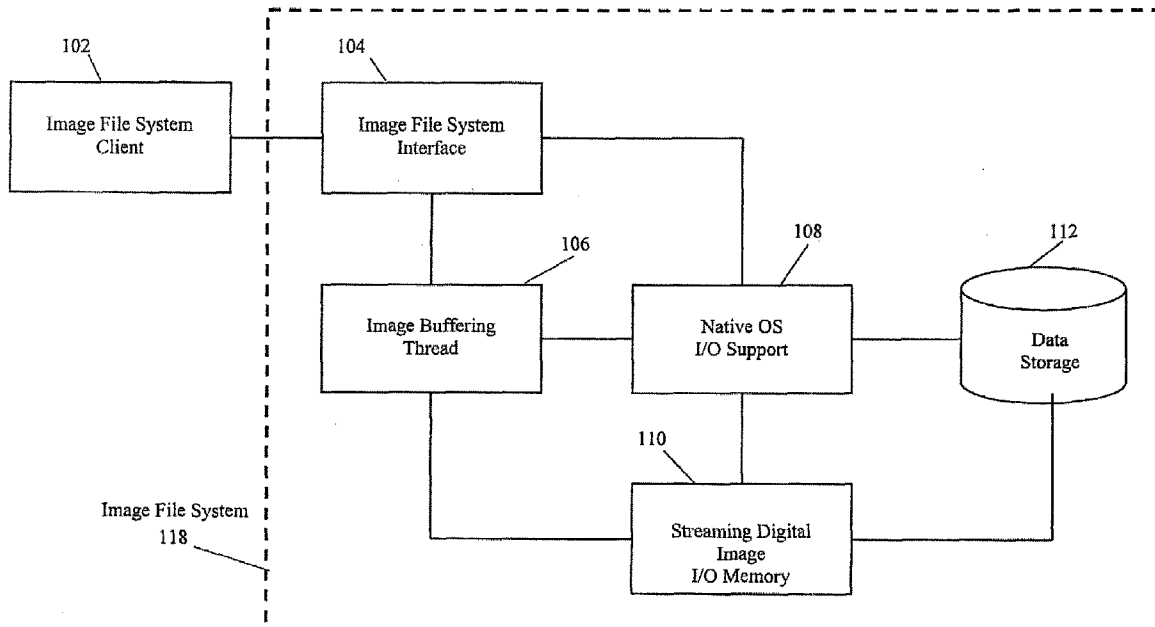 102
104
Image File System
Client
Image File System
Interface
106
108
112
Image Buffering
Thread
Native OS
I/O Support
Data
Storage
110
Image File System
118
Streaming Digital
Image
I/O Memory